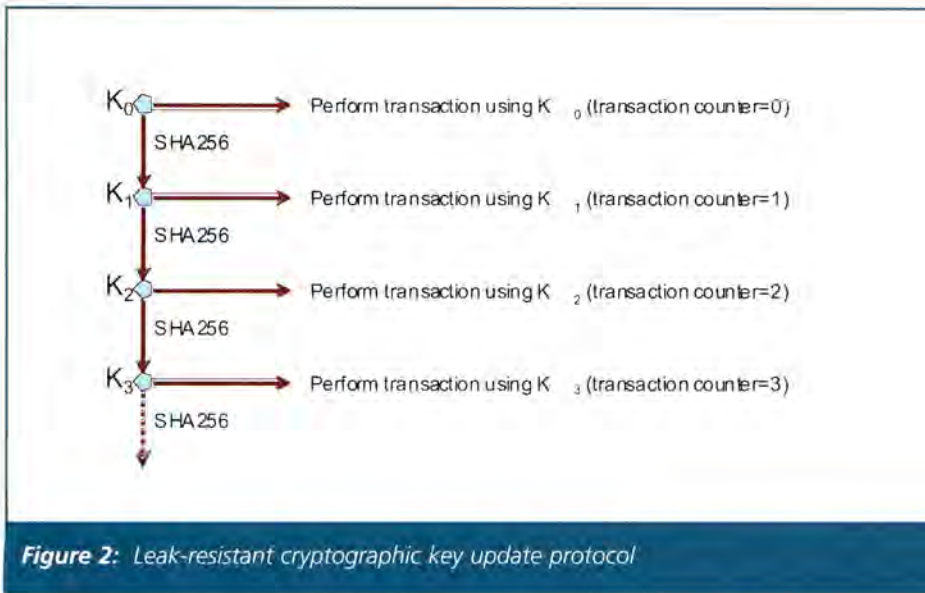 K₀ Perform transaction using K ₀ (transaction counter=0)
SHA256
K₁ Perform transaction using K ₁ (transaction counter=1)
SHA256
K₂ Perform transaction using K ₂ (transaction counter=2)
SHA256
K₃ Perform transaction using K ₃ (transaction counter=3)
SHA256
Figure 2: Leak-resistant cryptographic key update protocol